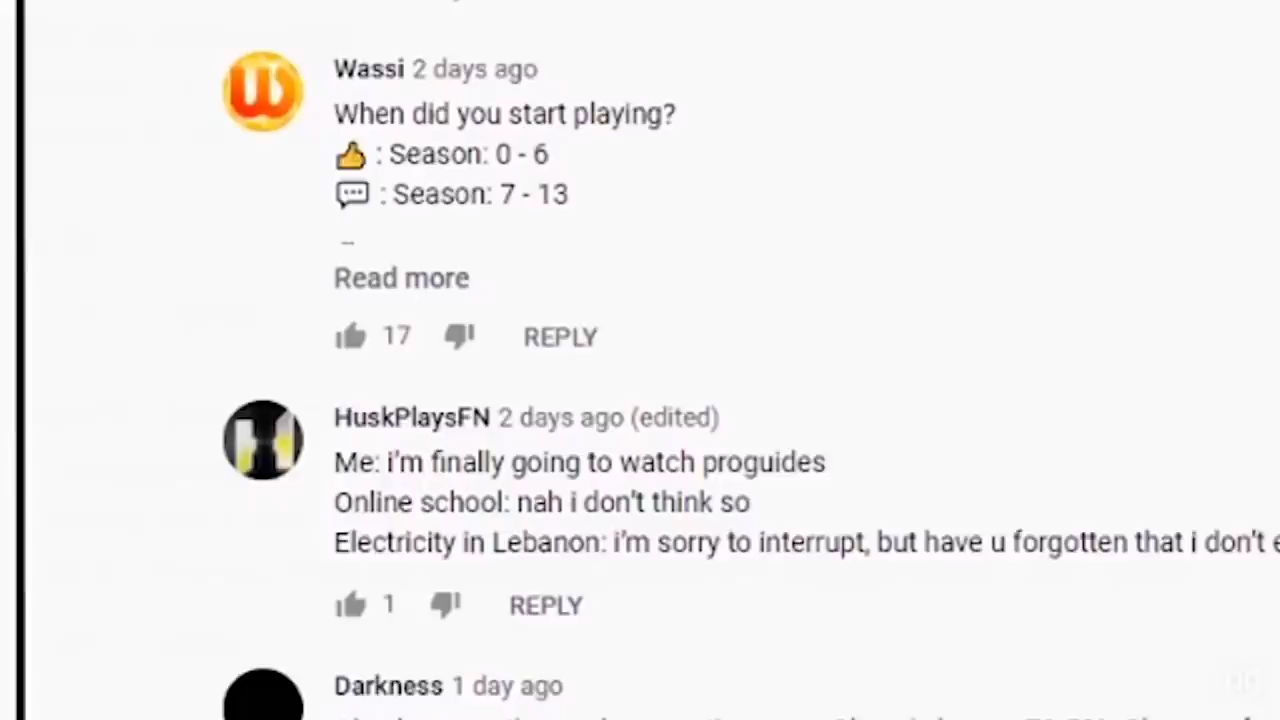 Wassi 2 days ago
When did you start playing?
👍 : Season: 0 - 6
💬 : Season: 7 - 13
Read more
17 REPLY
HuskPlaysFN 2 days ago (edited)
Me: i'm finally going to watch proguides
Online school: nah i don't think so
Electricity in Lebanon: i'm sorry to interrupt, but have u forgotten that i don't
1 REPLY
Darkness 1 day ago